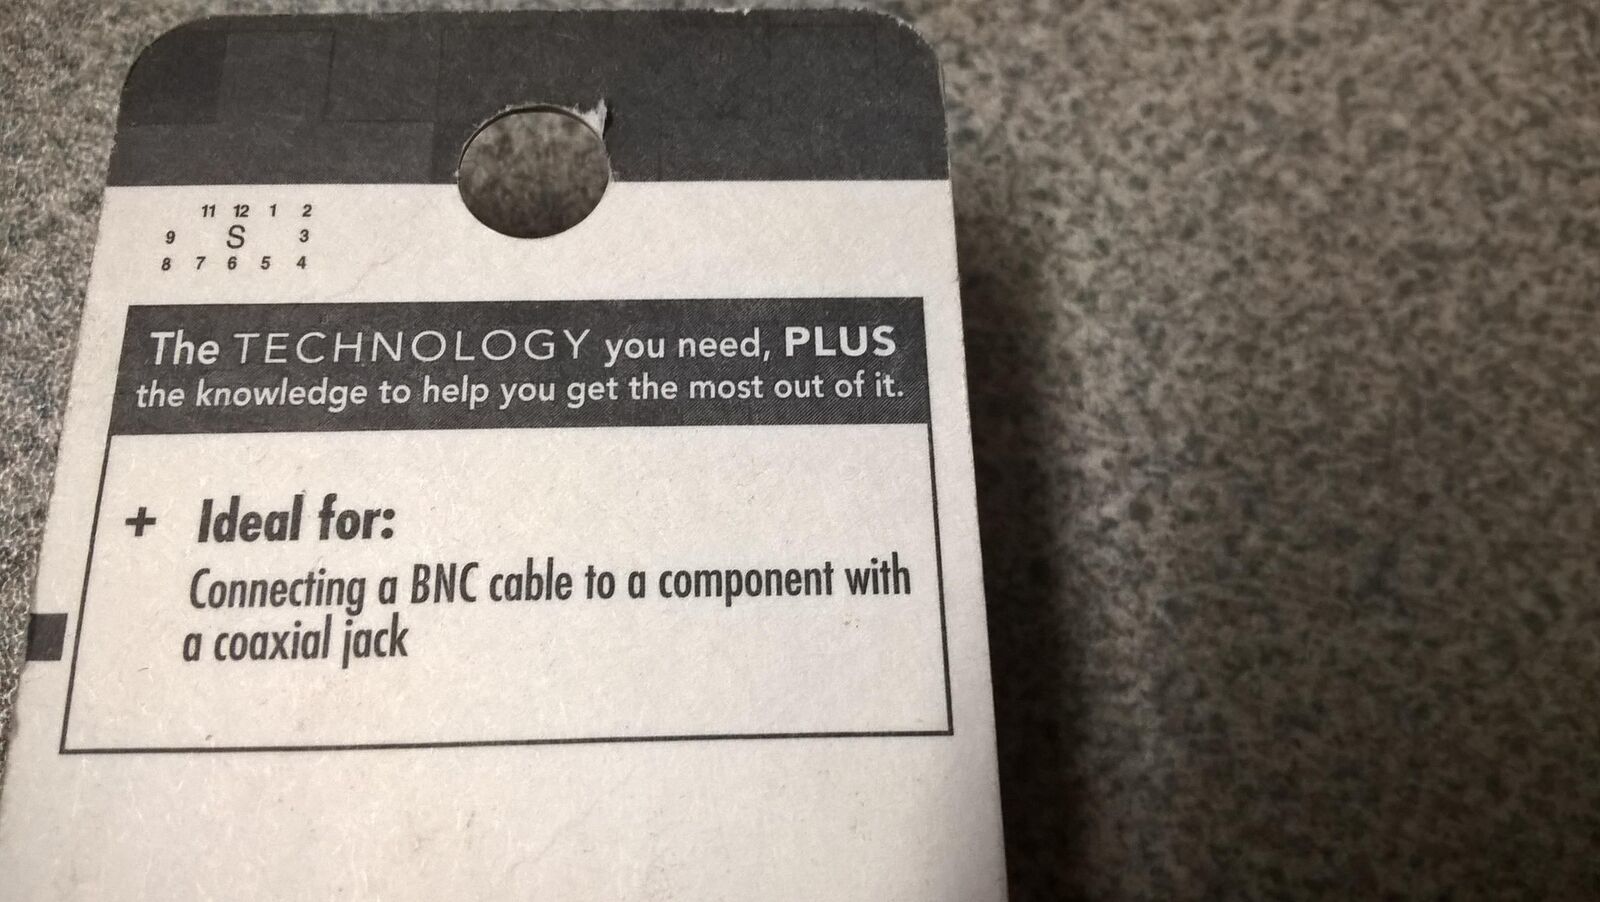 11 12 1 2
9 S 3
8 7 6 5 4
The TECHNOLOGY you need, PLUS
the knowledge to help you get the most out of it.
+ Ideal for:
Connecting a BNC cable to a component with
a coaxial jack